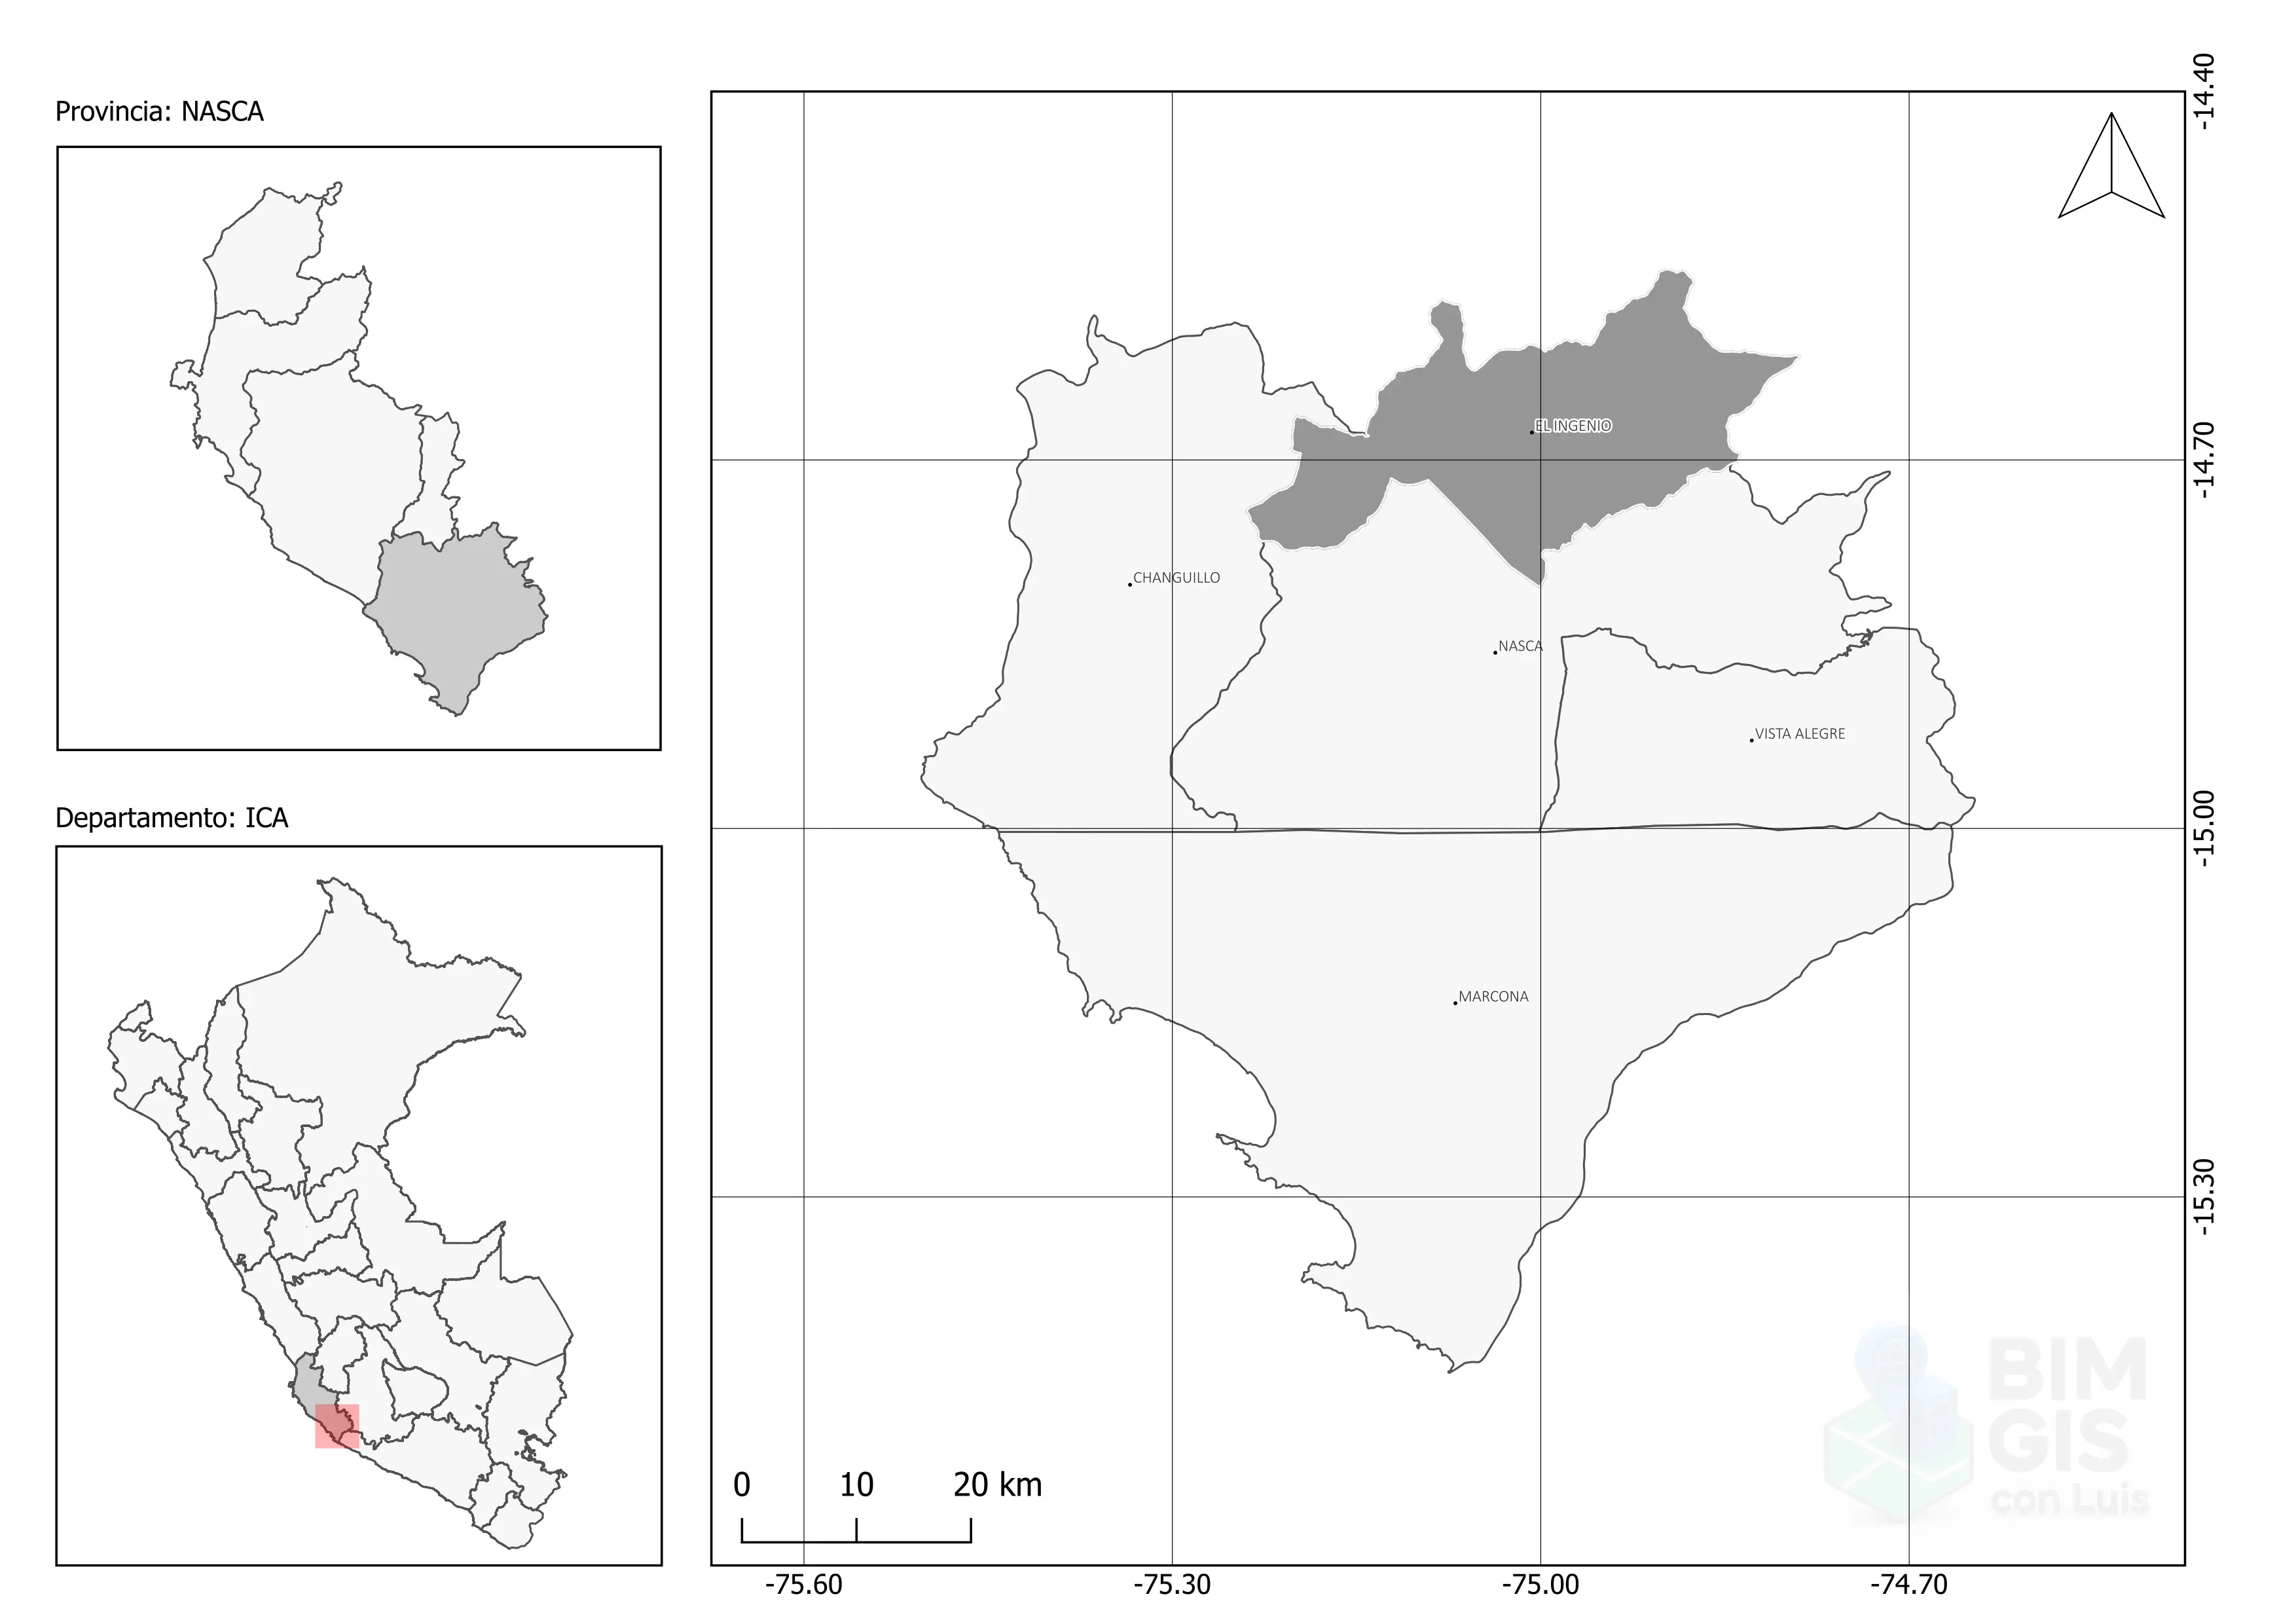 Provincia: NASCA
Departamento: ICA
EL INGENIO
CHANGUILLO
NASCA
VISTA ALEGRE
MARCONA
0 10 20 km
-14.40
-14.70
-15.00
-15.30
-75.60 -75.30 -75.00 -74.70
BIM
GIS
con Luis